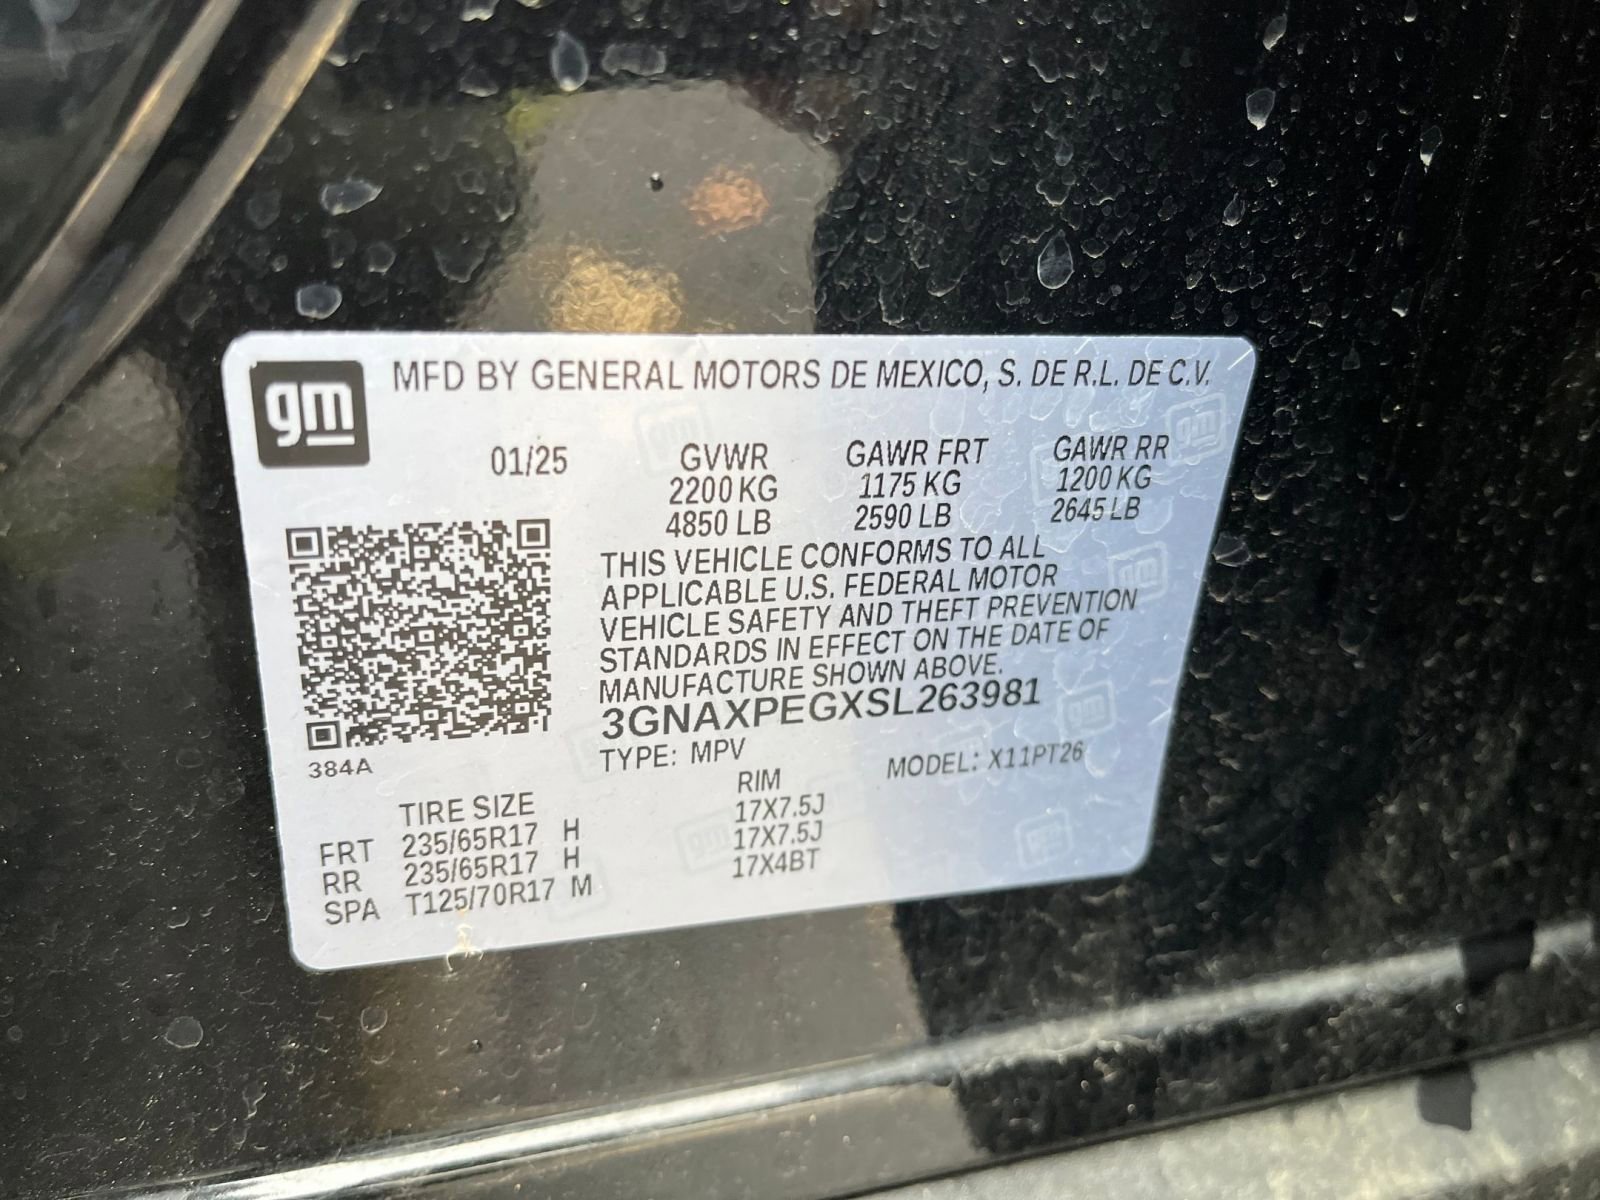 gm
MFD BY GENERAL MOTORS DE MEXICO, S. DE R.L. DE C.V.
01/25 GVWR GAWR FRT GAWR RR
2200 KG 1175 KG 1200 KG
4850 LB 2590 LB 2645 LB
THIS VEHICLE CONFORMS TO ALL
APPLICABLE U.S. FEDERAL MOTOR
VEHICLE SAFETY AND THEFT PREVENTION
STANDARDS IN EFFECT ON THE DATE OF
MANUFACTURE SHOWN ABOVE.
3GNAXPEGXSL263981
384A
TYPE: MPV MODEL: X11PT26
TIRE SIZE RIM
FRT 235/65R17 H 17X7.5J
RR 235/65R17 H 17X7.5J
SPA T125/70R17 M 17X4BT